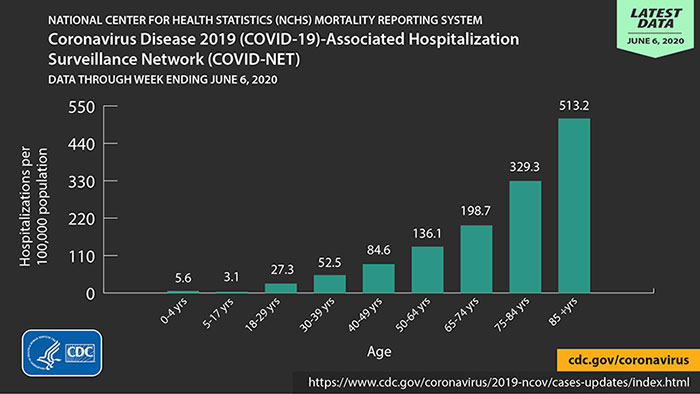 NATIONAL CENTER FOR HEALTH STATISTICS (NCHS) MORTALITY REPORTING SYSTEM
Coronavirus Disease 2019 (COVID-19)-Associated Hospitalization
Surveillance Network (COVID-NET)
DATA THROUGH WEEK ENDING JUNE 6, 2020
LATEST
DATA
JUNE 6, 2020
Hospitalizations per
100,000 population
550
440
330
220
110
0
5.6
3.1
27.3
52.5
84.6
136.1
198.7
329.3
513.2
0-4 yrs
5-17 yrs
18-29 yrs
30-39 yrs
40-49 yrs
50-64 yrs
65-74 yrs
75-84 yrs
85 +yrs
Age
CDC
cdc.gov/coronavirus
https://www.cdc.gov/coronavirus/2019-ncov/cases-updates/index.html